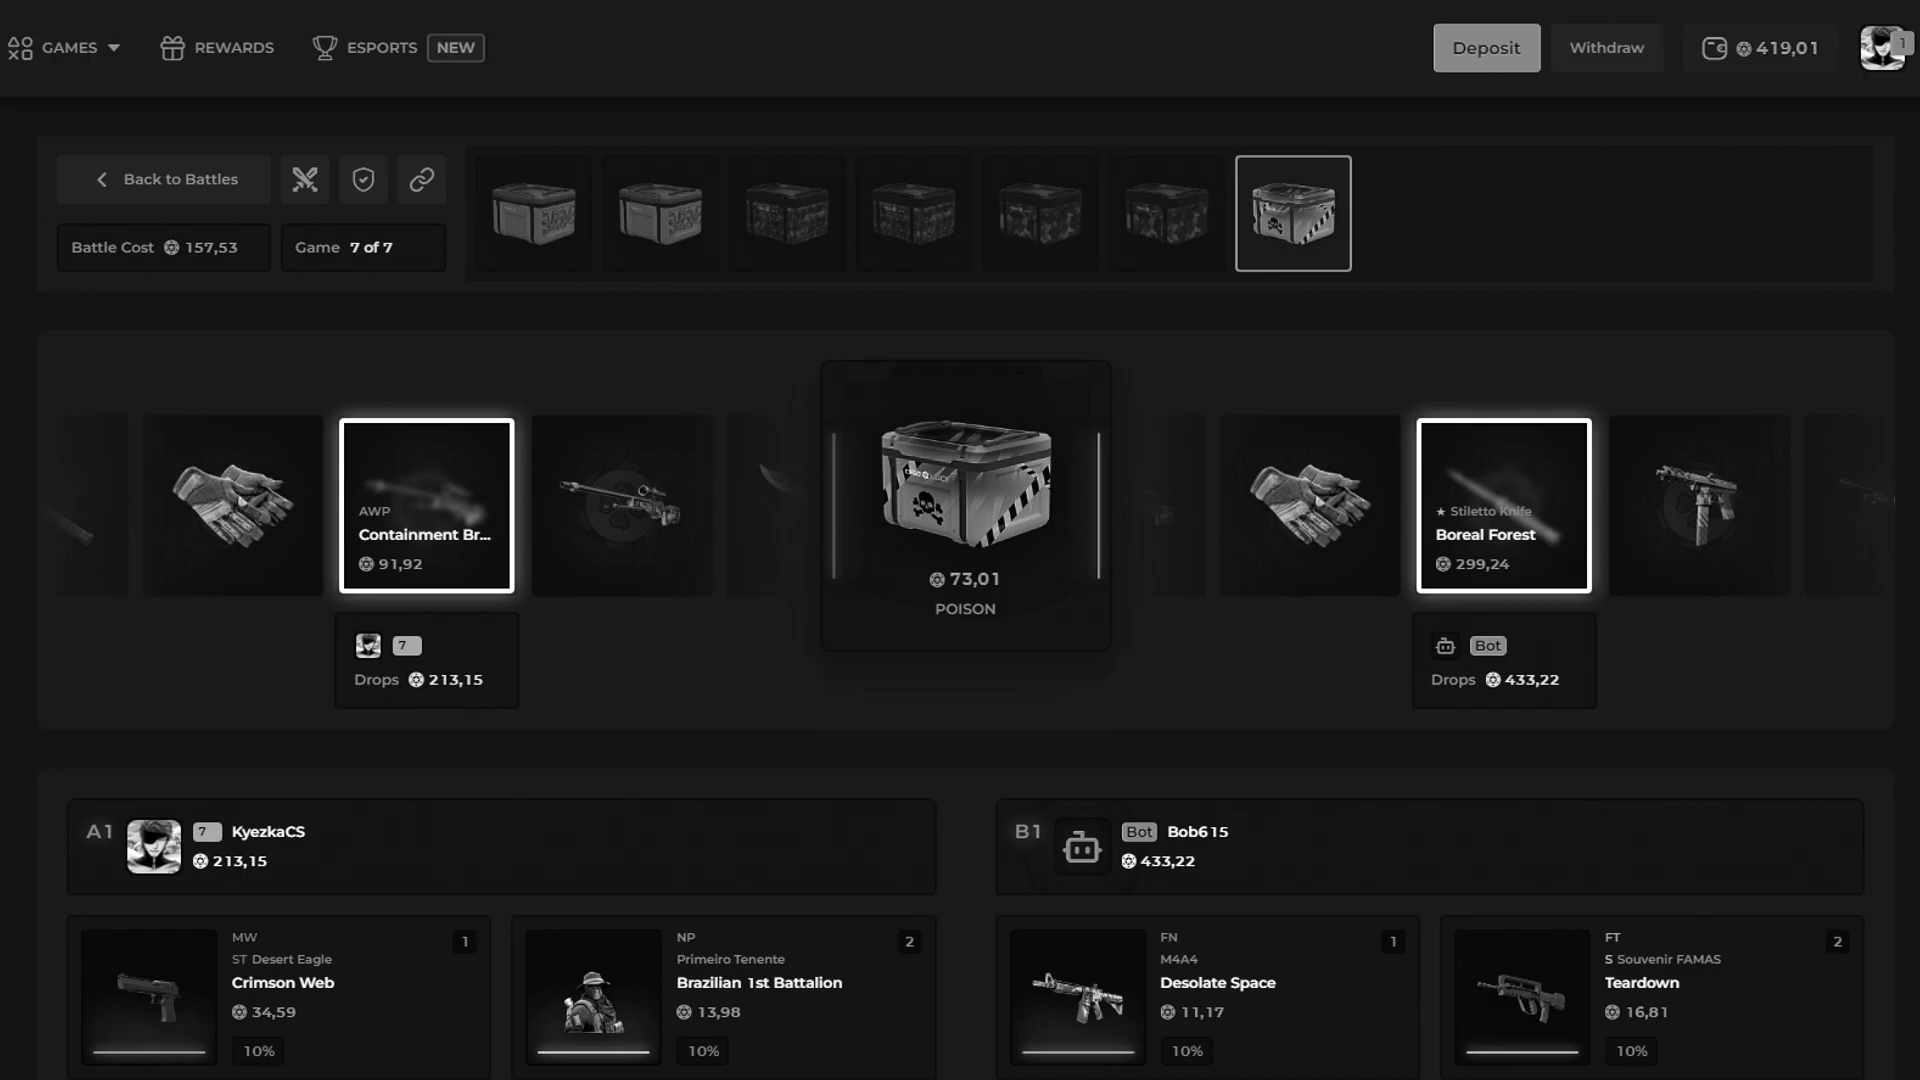 GAMES
REWARDS
ESPORTS NEW
Deposit
Withdraw
419,01
1
Back to Battles
Battle Cost 157,53
Game 7 of 7
AWP
Containment Br...
91,92
7
Drops 213,15
73,01
POISON
★ Stiletto Knife
Boreal Forest
299,24
Bot
Drops 433,22
A1
7 KyezkaCS
213,15
B1
Bot Bob615
433,22
MW
1
ST Desert Eagle
Crimson Web
34,59
10%
NP
2
Primeiro Tenente
Brazilian 1st Battalion
13,98
10%
FN
1
M4A4
Desolate Space
11,17
10%
FT
2
S Souvenir FAMAS
Teardown
16,81
10%